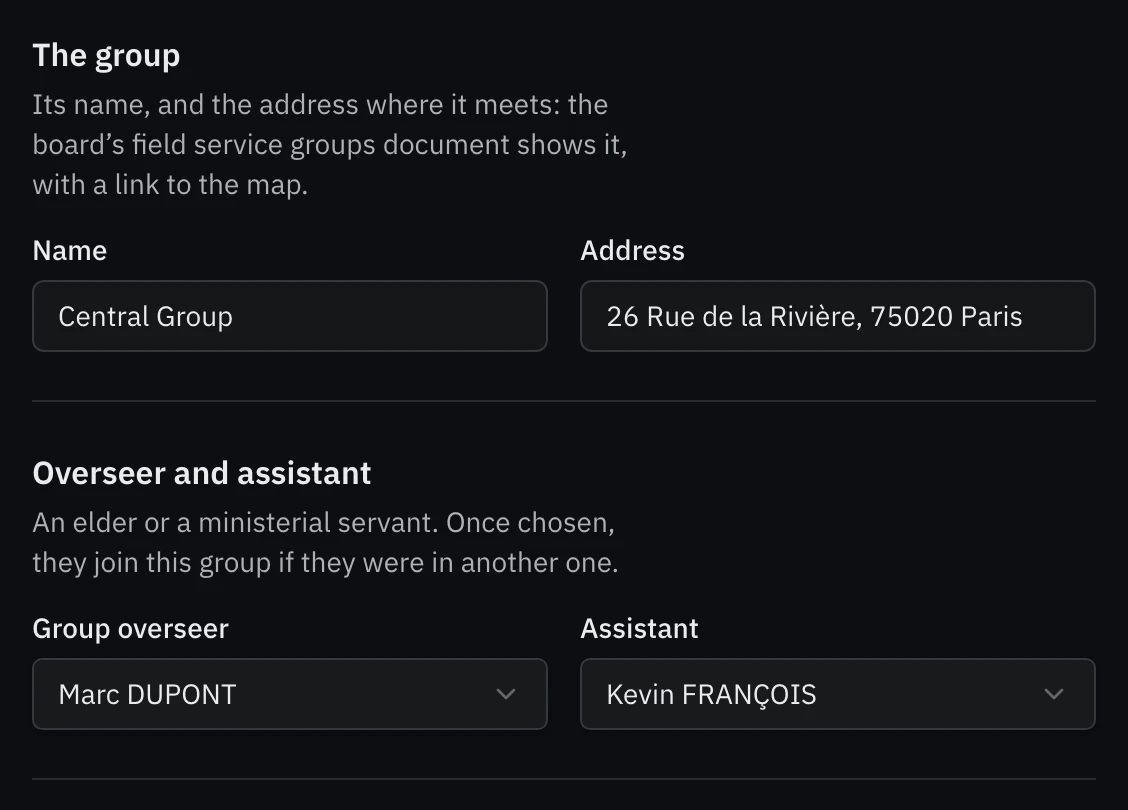 The group
Its name, and the address where it meets: the
board’s field service groups document shows it,
with a link to the map.
Name
Address
Central Group
26 Rue de la Rivière, 75020 Paris
Overseer and assistant
An elder or a ministerial servant. Once chosen,
they join this group if they were in another one.
Group overseer
Assistant
Marc DUPONT
Kevin FRANÇOIS